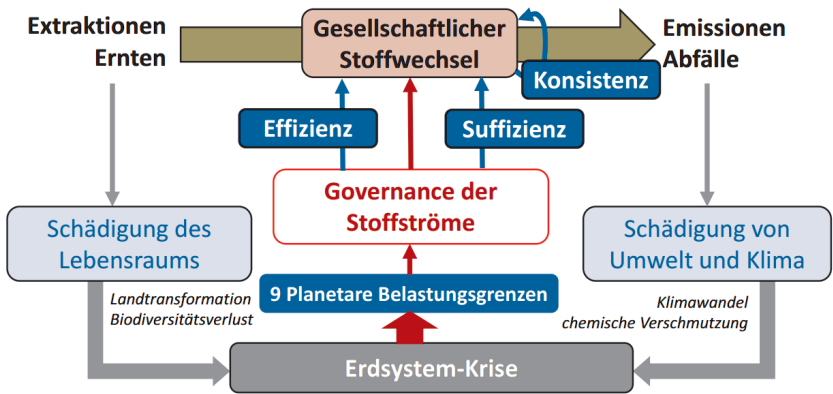 Extraktionen
Ernten
Gesellschaftlicher
Stoffwechsel
Emissionen
Abfälle
Konsistenz
Effizienz
Suffizienz
Governance der
Stoffströme
Schädigung des
Lebensraums
Schädigung von
Umwelt und Klima
9 Planetare Belastungsgrenzen
Landtransformation
Biodiversitätsverlust
Klimawandel
chemische Verschmutzung
Erdsystem-Krise